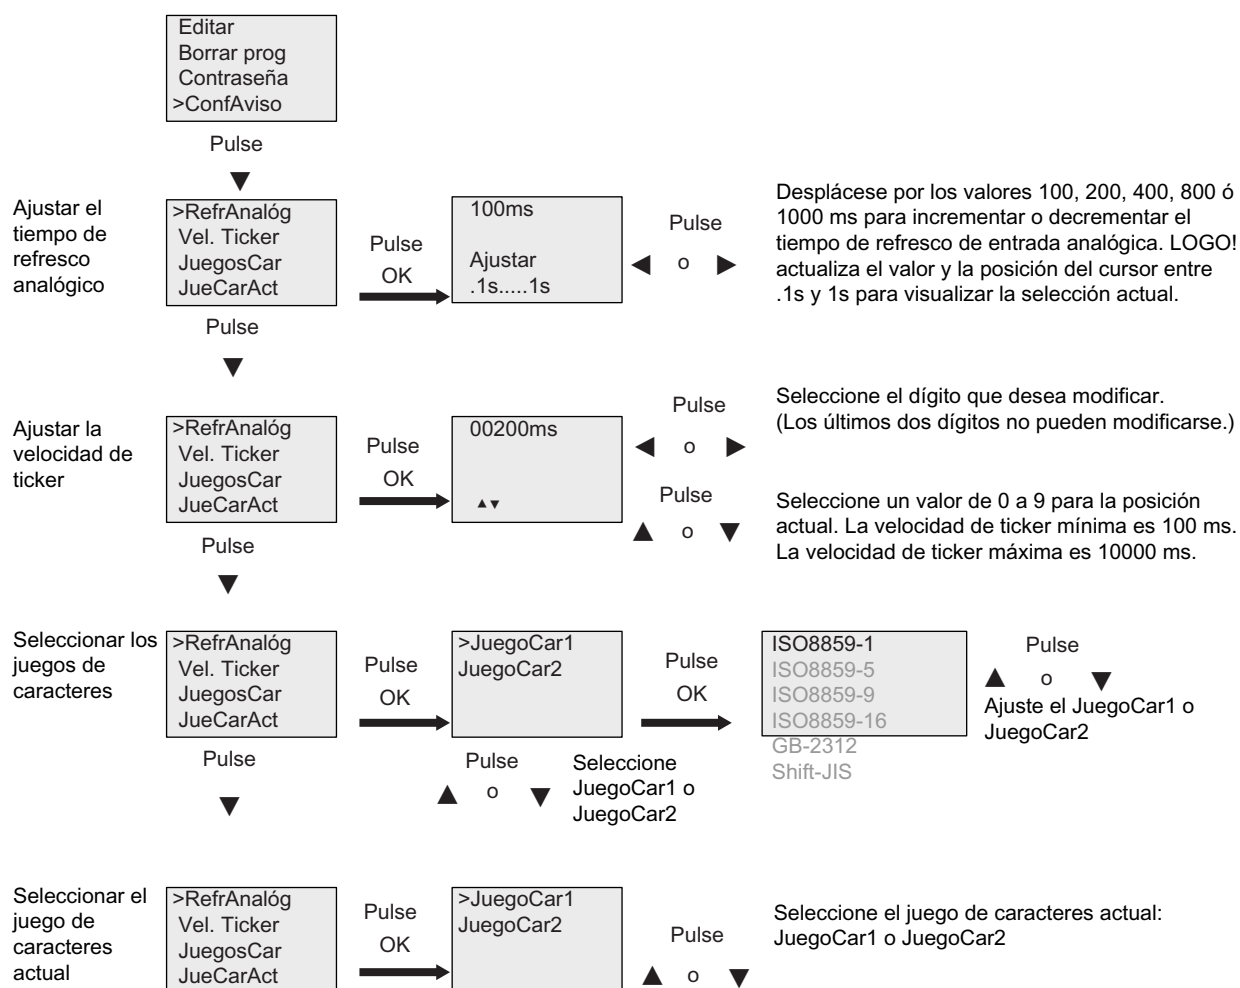 Editar
Borrar prog
Contraseña
>ConfAviso
Pulse
▼
Ajustar el
tiempo de
refresco
analógico
>RefrAnalóg
Vel. Ticker
JuegosCar
JueCarAct
Pulse
OK
100ms
Ajustar
.1s.....1s
Pulse
◀ o ▶
Desplácese por los valores 100, 200, 400, 800 ó
1000 ms para incrementar o decrementar el
tiempo de refresco de entrada analógica. LOGO!
actualiza el valor y la posición del cursor entre
.1s y 1s para visualizar la selección actual.
Pulse
▼
Ajustar la
velocidad de
ticker
>RefrAnalóg
Vel. Ticker
JuegosCar
JueCarAct
Pulse
OK
00200ms
▲▼
Pulse
◀ o ▶
Seleccione el dígito que desea modificar.
(Los últimos dos dígitos no pueden modificarse.)
Pulse
▲ o ▼
Seleccione un valor de 0 a 9 para la posición
actual. La velocidad de ticker mínima es 100 ms.
La velocidad de ticker máxima es 10000 ms.
Pulse
▼
Seleccionar los
juegos de
caracteres
>RefrAnalóg
Vel. Ticker
JuegosCar
JueCarAct
Pulse
OK
>JuegoCar1
JuegoCar2
Pulse
▲ o ▼
Seleccione
JuegoCar1 o
JuegoCar2
Pulse
OK
ISO8859-1
ISO8859-5
ISO8859-9
ISO8859-16
GB-2312
Shift-JIS
Pulse
▲ o ▼
Ajuste el JuegoCar1 o
JuegoCar2
Pulse
▼
Seleccionar el
juego de
caracteres
actual
>RefrAnalóg
Vel. Ticker
JuegosCar
JueCarAct
Pulse
OK
>JuegoCar1
JuegoCar2
Pulse
▲ o ▼
Seleccione el juego de caracteres actual:
JuegoCar1 o JuegoCar2